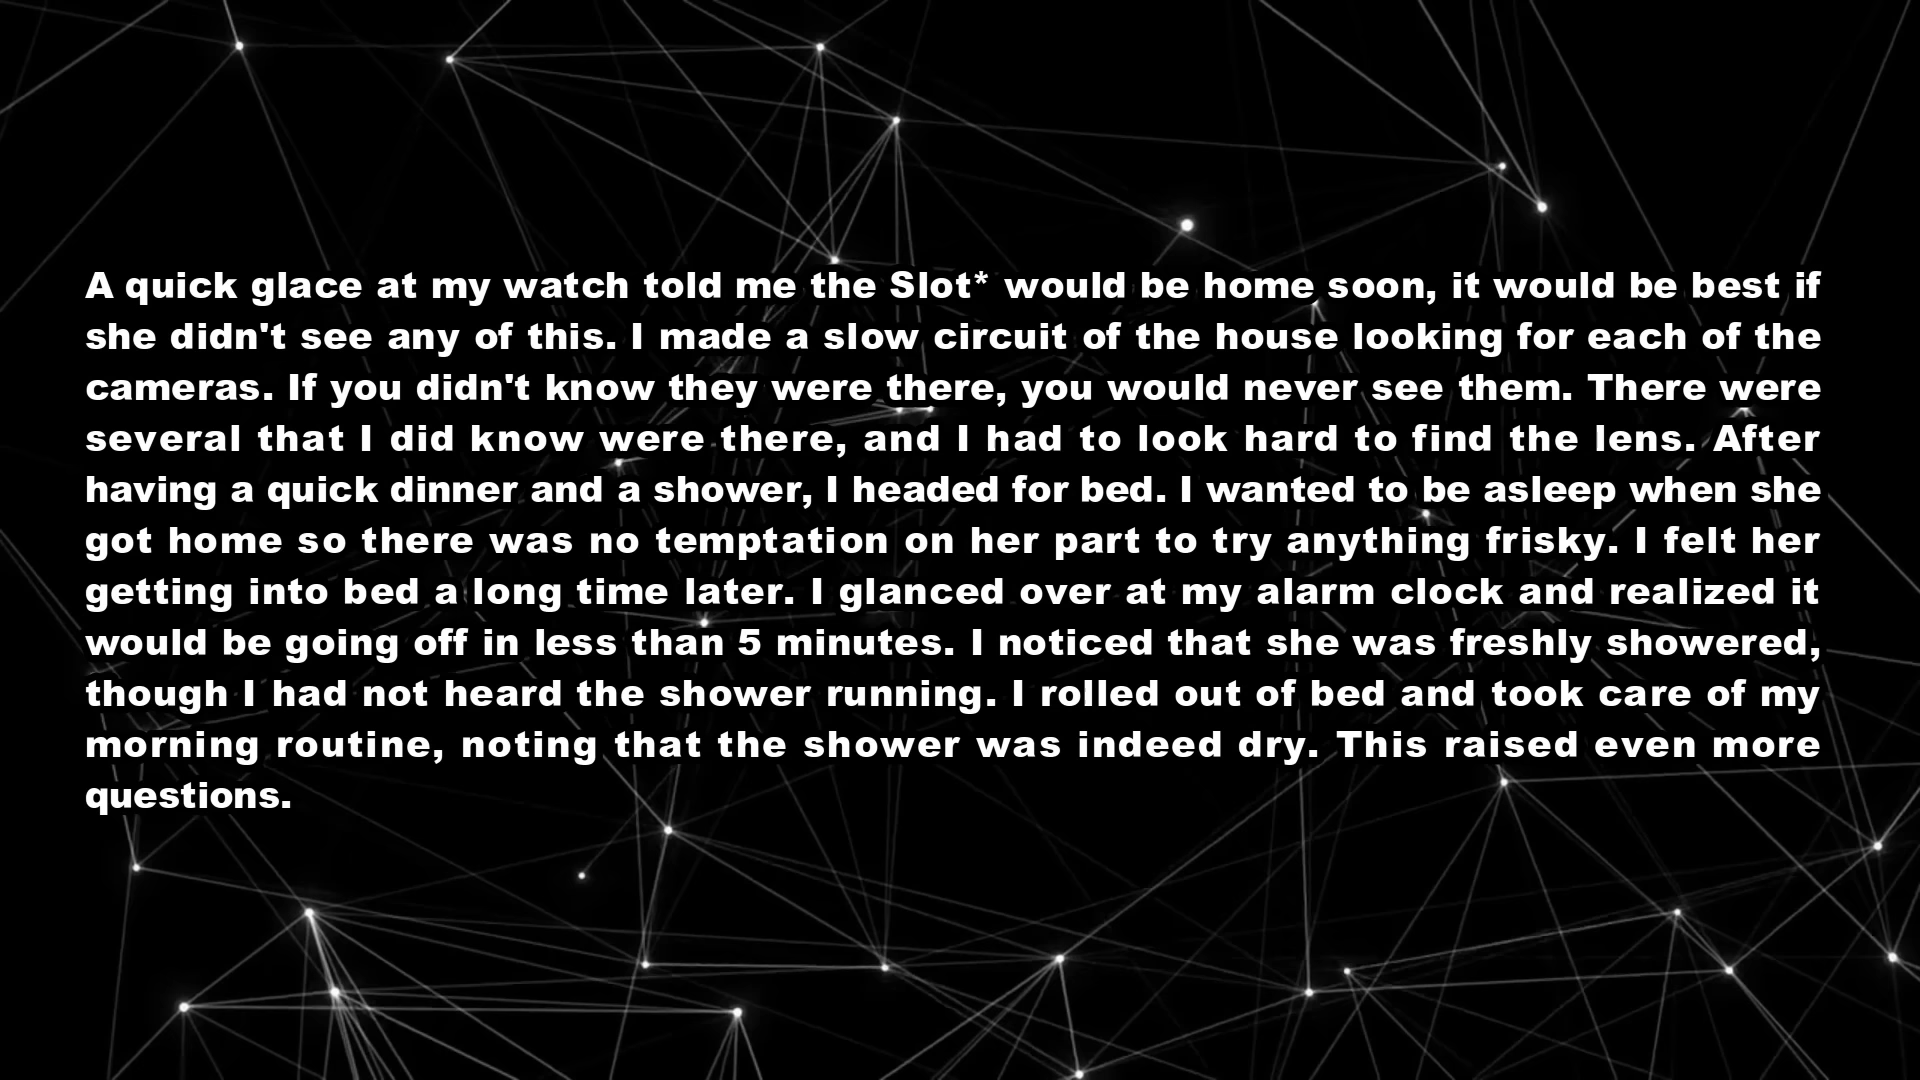 A quick glace at my watch told me the Slot* would be home soon, it would be best if
she didn't see any of this. I made a slow circuit of the house looking for each of the
cameras. If you didn't know they were there, you would never see them. There were
several that I did know were there, and I had to look hard to find the lens. After
having a quick dinner and a shower, I headed for bed. I wanted to be asleep when she
got home so there was no temptation on her part to try anything frisky. I felt her
getting into bed a long time later. I glanced over at my alarm clock and realized it
would be going off in less than 5 minutes. I noticed that she was freshly showered,
though I had not heard the shower running. I rolled out of bed and took care of my
morning routine, noting that the shower was indeed dry. This raised even more
questions.